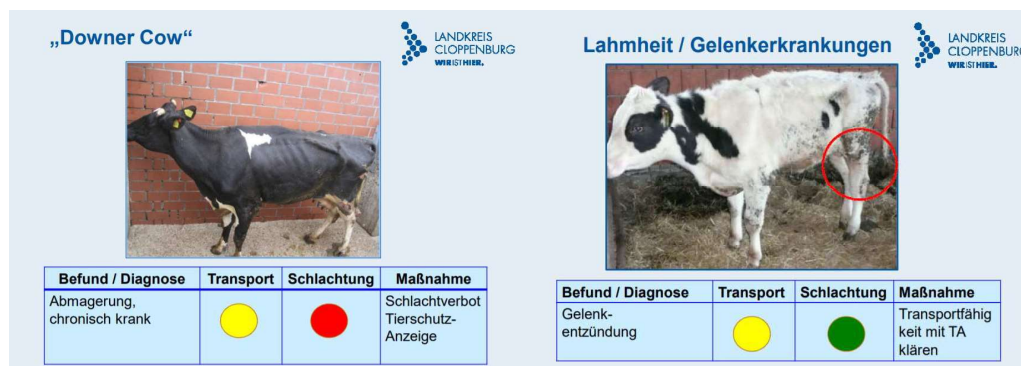 „Downer Cow“
LANDKREIS
CLOPPENBURG
WIR IST HIER.
Befund / Diagnose Transport Schlachtung Maßnahme
Abmagerung,
chronisch krank
Schlachtverbot
Tierschutz-
Anzeige
Lahmheit / Gelenkerkrankungen
LANDKREIS
CLOPPENBURG
WIR IST HIER.
Befund / Diagnose Transport Schlachtung Maßnahme
Gelenk-
entzündung
Transportfähig
keit mit TA
klären